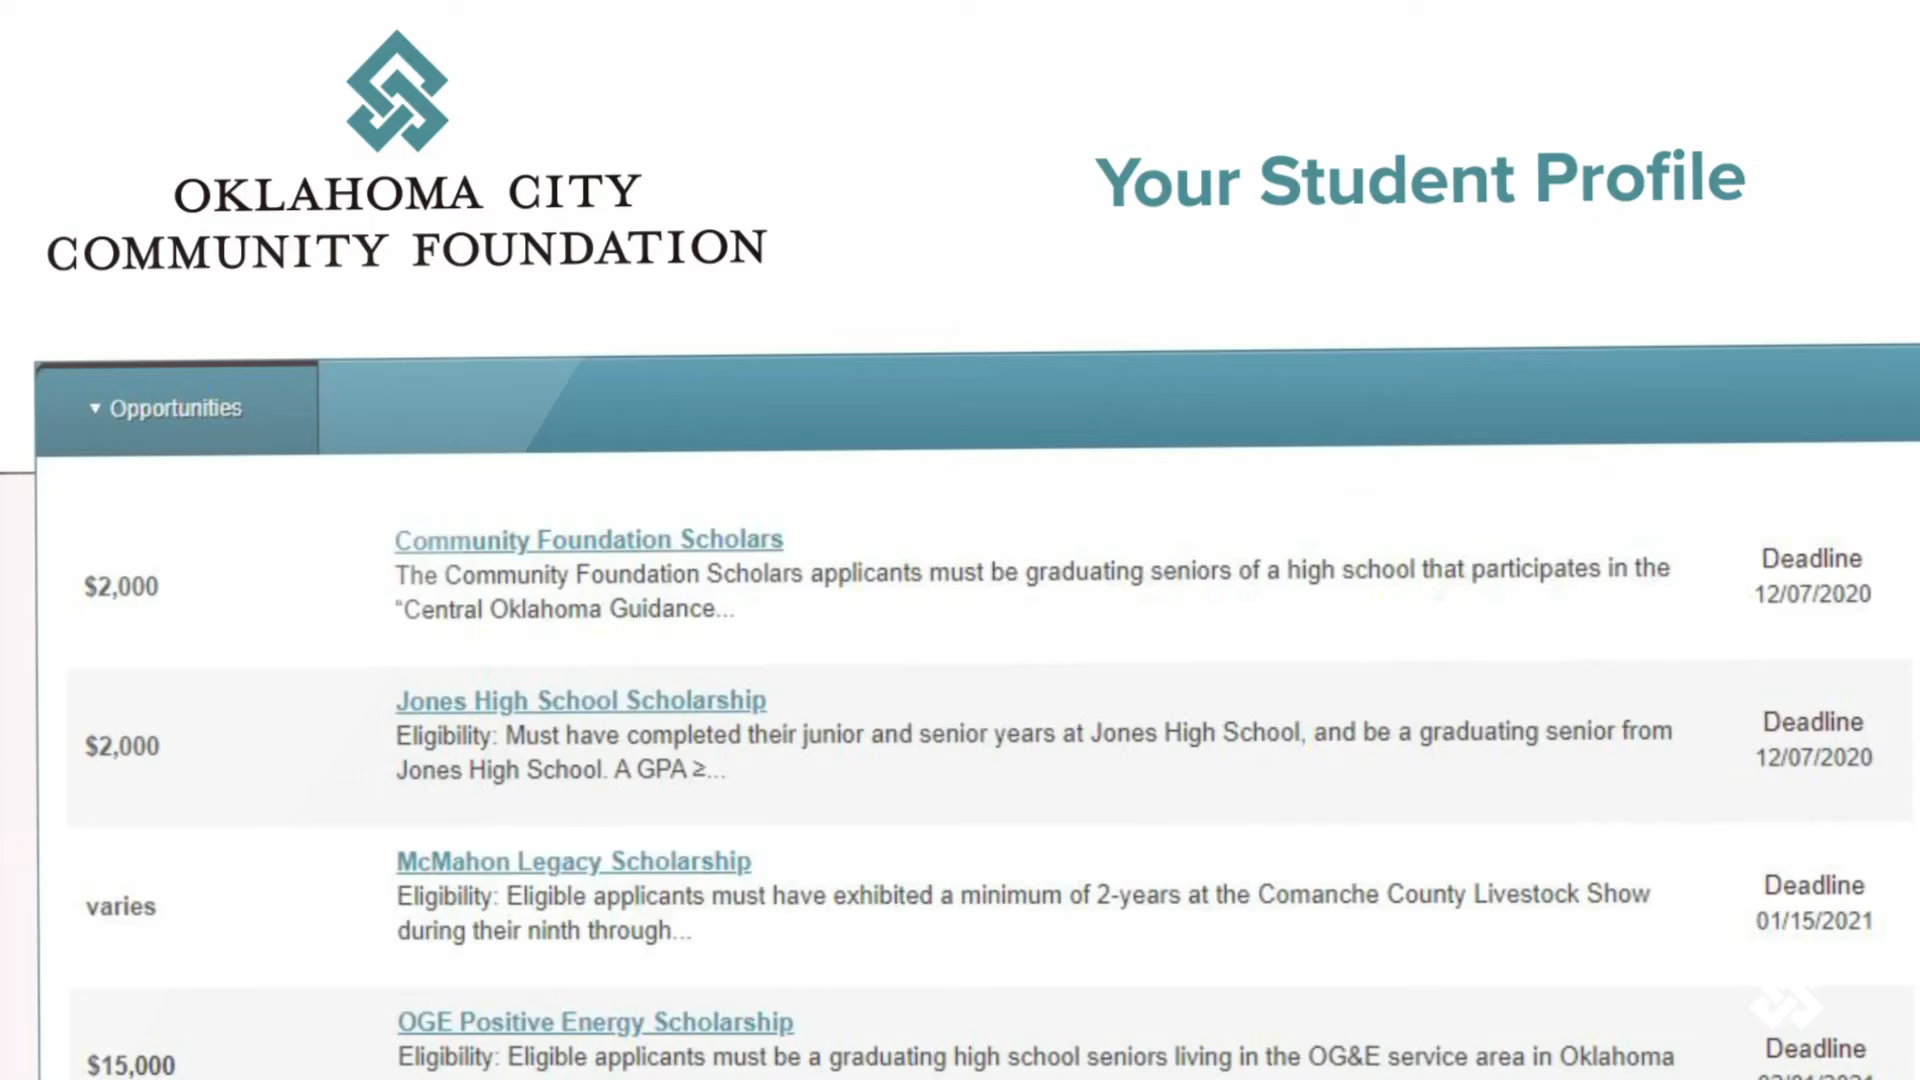 OKLAHOMA CITY
COMMUNITY FOUNDATION
Your Student Profile
▼ Opportunities
$2,000
Community Foundation Scholars
The Community Foundation Scholars applicants must be graduating seniors of a high school that participates in the
“Central Oklahoma Guidance...
Deadline
12/07/2020
$2,000
Jones High School Scholarship
Eligibility: Must have completed their junior and senior years at Jones High School, and be a graduating senior from
Jones High School. A GPA ≥...
Deadline
12/07/2020
varies
McMahon Legacy Scholarship
Eligibility: Eligible applicants must have exhibited a minimum of 2-years at the Comanche County Livestock Show
during their ninth through...
Deadline
01/15/2021
$15,000
OGE Positive Energy Scholarship
Eligibility: Eligible applicants must be a graduating high school seniors living in the OG&E service area in Oklahoma
Deadline